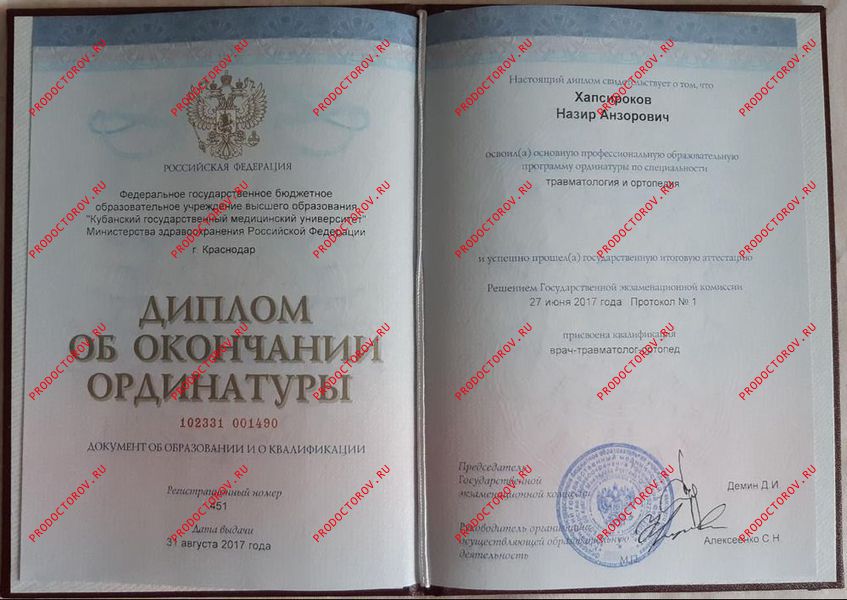 РОССИЙСКАЯ ФЕДЕРАЦИЯ
Федеральное государственное бюджетное
образовательное учреждение высшего образования
"Кубанский государственный медицинский университет"
Министерства здравоохранения Российской Федерации
г. Краснодар
ДИПЛОМ
ОБ ОКОНЧАНИИ
ОРДИНАТУРЫ
102331 001490
ДОКУМЕНТ ОБ ОБРАЗОВАНИИ И О КВАЛИФИКАЦИИ
Регистрационный номер
451
Дата выдачи
31 августа 2017 года
Настоящий диплом свидетельствует о том, что
Хапсироков
Назир Анзорович
освоил(а) основную профессиональную образовательную
программу ординатуры по специальности
травматология и ортопедия
и успешно прошел(а) государственную итоговую аттестацию
Решением Государственной экзаменационной комиссии
27 июня 2017 года Протокол № 1
присвоена квалификация
врач-травматолог-ортопед
Председатель
Государственной
экзаменационной комиссии
Демин Д.И.
Руководитель организации,
осуществляющей образовательную
деятельность
Алексеенко С.Н.
М.П.
PRODOCTOROV.RU